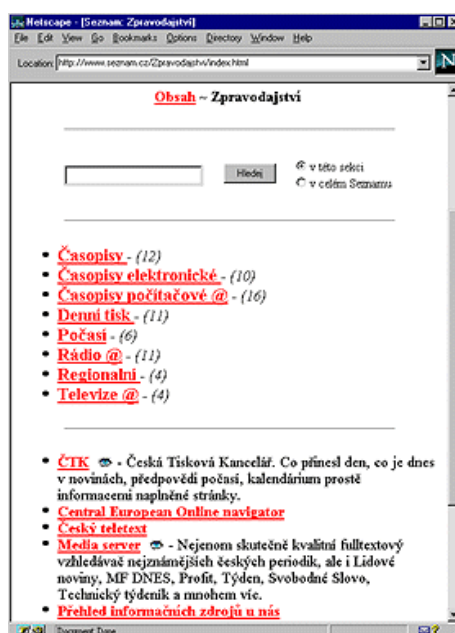 Netscape - [Seznam: Zpravodajství]
File Edit View Go Bookmarks Options Directory Window Help
Location: http://www.seznam.cz/Zpravodajstvi/index.html
N
Obsah ~ Zpravodajství
Hledej
v této sekci
v celém Seznamu
Časopisy - (12)
Časopisy elektronické - (10)
Časopisy počítačové @ - (16)
Denní tisk - (11)
Počasí - (6)
Rádio @ - (11)
Regionalní - (4)
Televize @ - (4)
ČTK - Česká Tisková Kancelář. Co přinesl den, co je dnes
v novinách, předpovědi počasí, kalendárium prostě
informacemi naplněné stránky.
Central European Online navigator
Český teletext
Media server - Nejenom skutečně kvalitní fulltextový
vzhledávač nejznámějších českých periodik, ale i Lidové
noviny, MF DNES, Profit, Týden, Svobodné Slovo,
Technický týdeník a mnohem víc.
Přehled informačních zdrojů u nás
Document Done